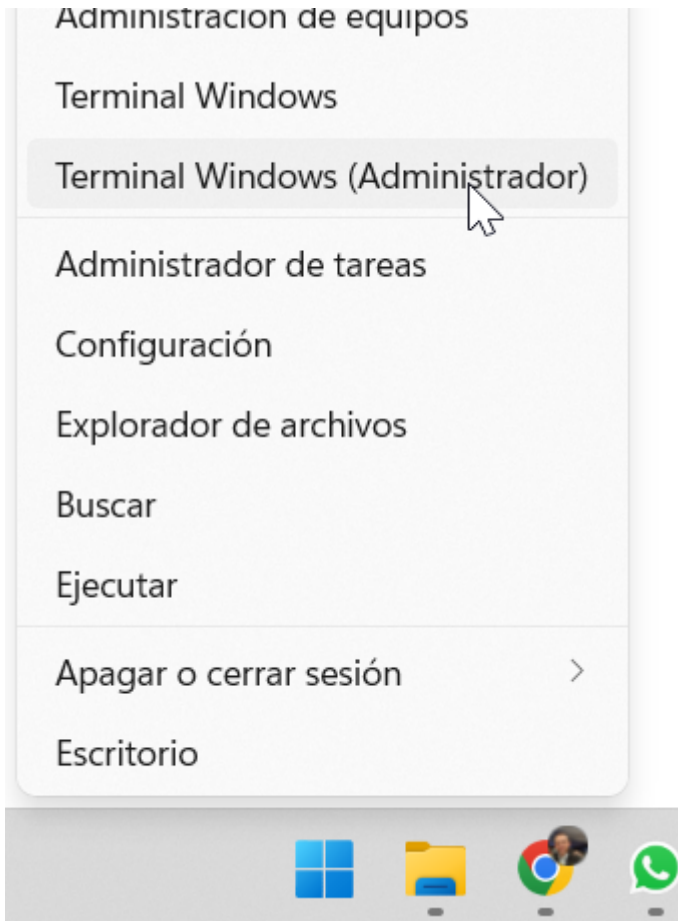 Administración de equipos
Terminal Windows
Terminal Windows (Administrador)
Administrador de tareas
Configuración
Explorador de archivos
Buscar
Ejecutar
Apagar o cerrar sesión
Escritorio